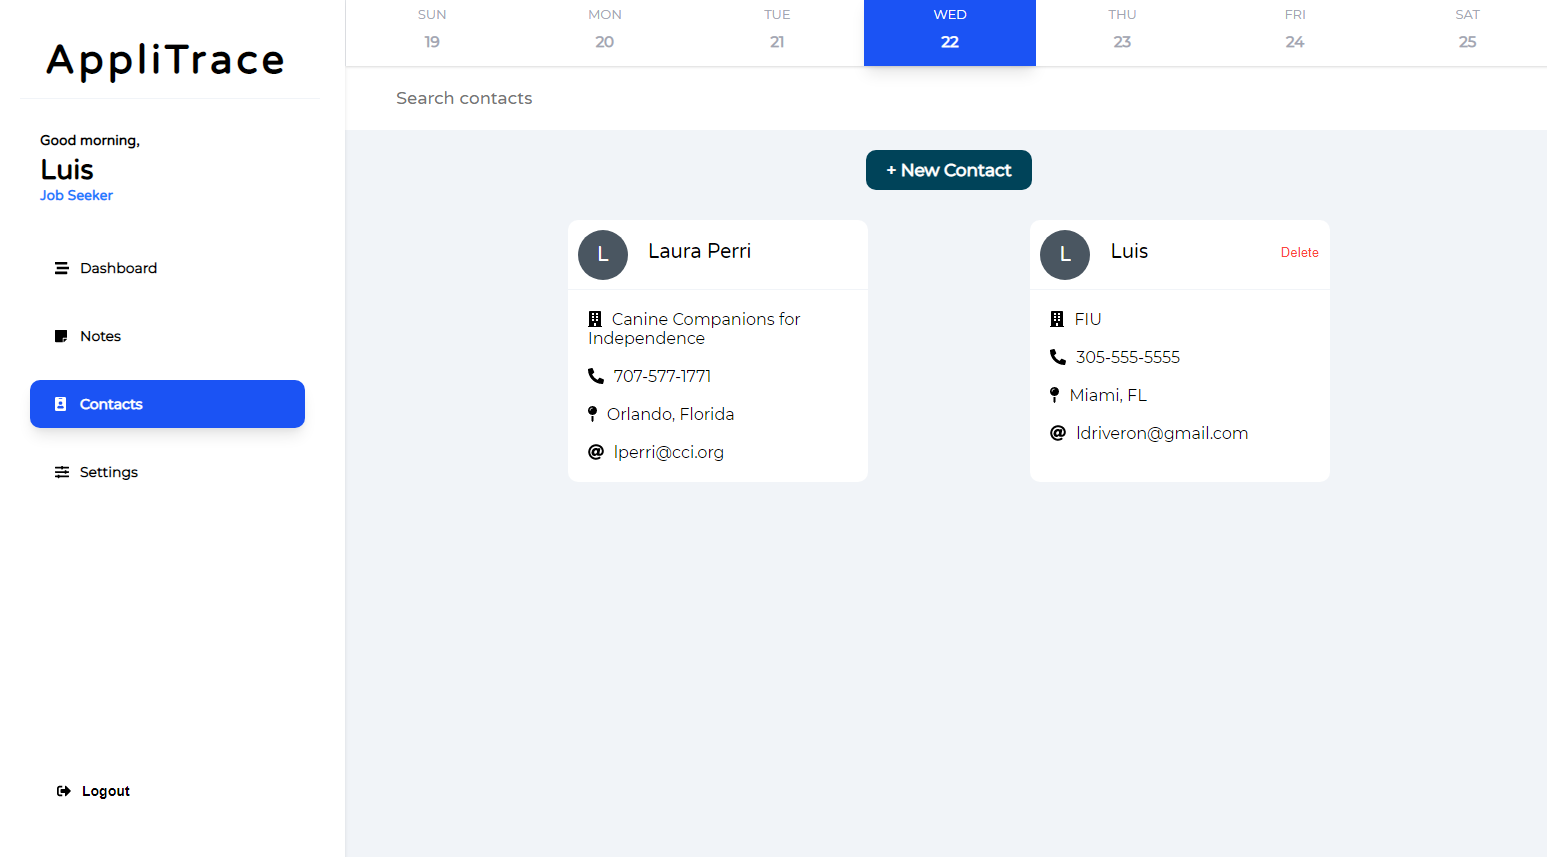 AppliTrace
Good morning,
Luis
Job Seeker
Dashboard
Notes
Contacts
Settings
Logout
SUN MON TUE WED THU FRI SAT
19 20 21 22 23 24 25
Search contacts
+ New Contact
L Laura Perri
Canine Companions for
Independence
707-577-1771
Orlando, Florida
lperri@cci.org
L Luis Delete
FIU
305-555-5555
Miami, FL
ldriveron@gmail.com